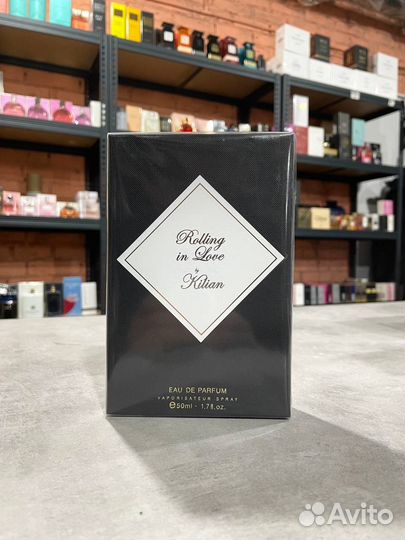 Rolling
in Love
by
Kilian
EAU DE PARFUM
VAPORISATEUR SPRAY
℮50ml - 1.7fl.oz.
Avito